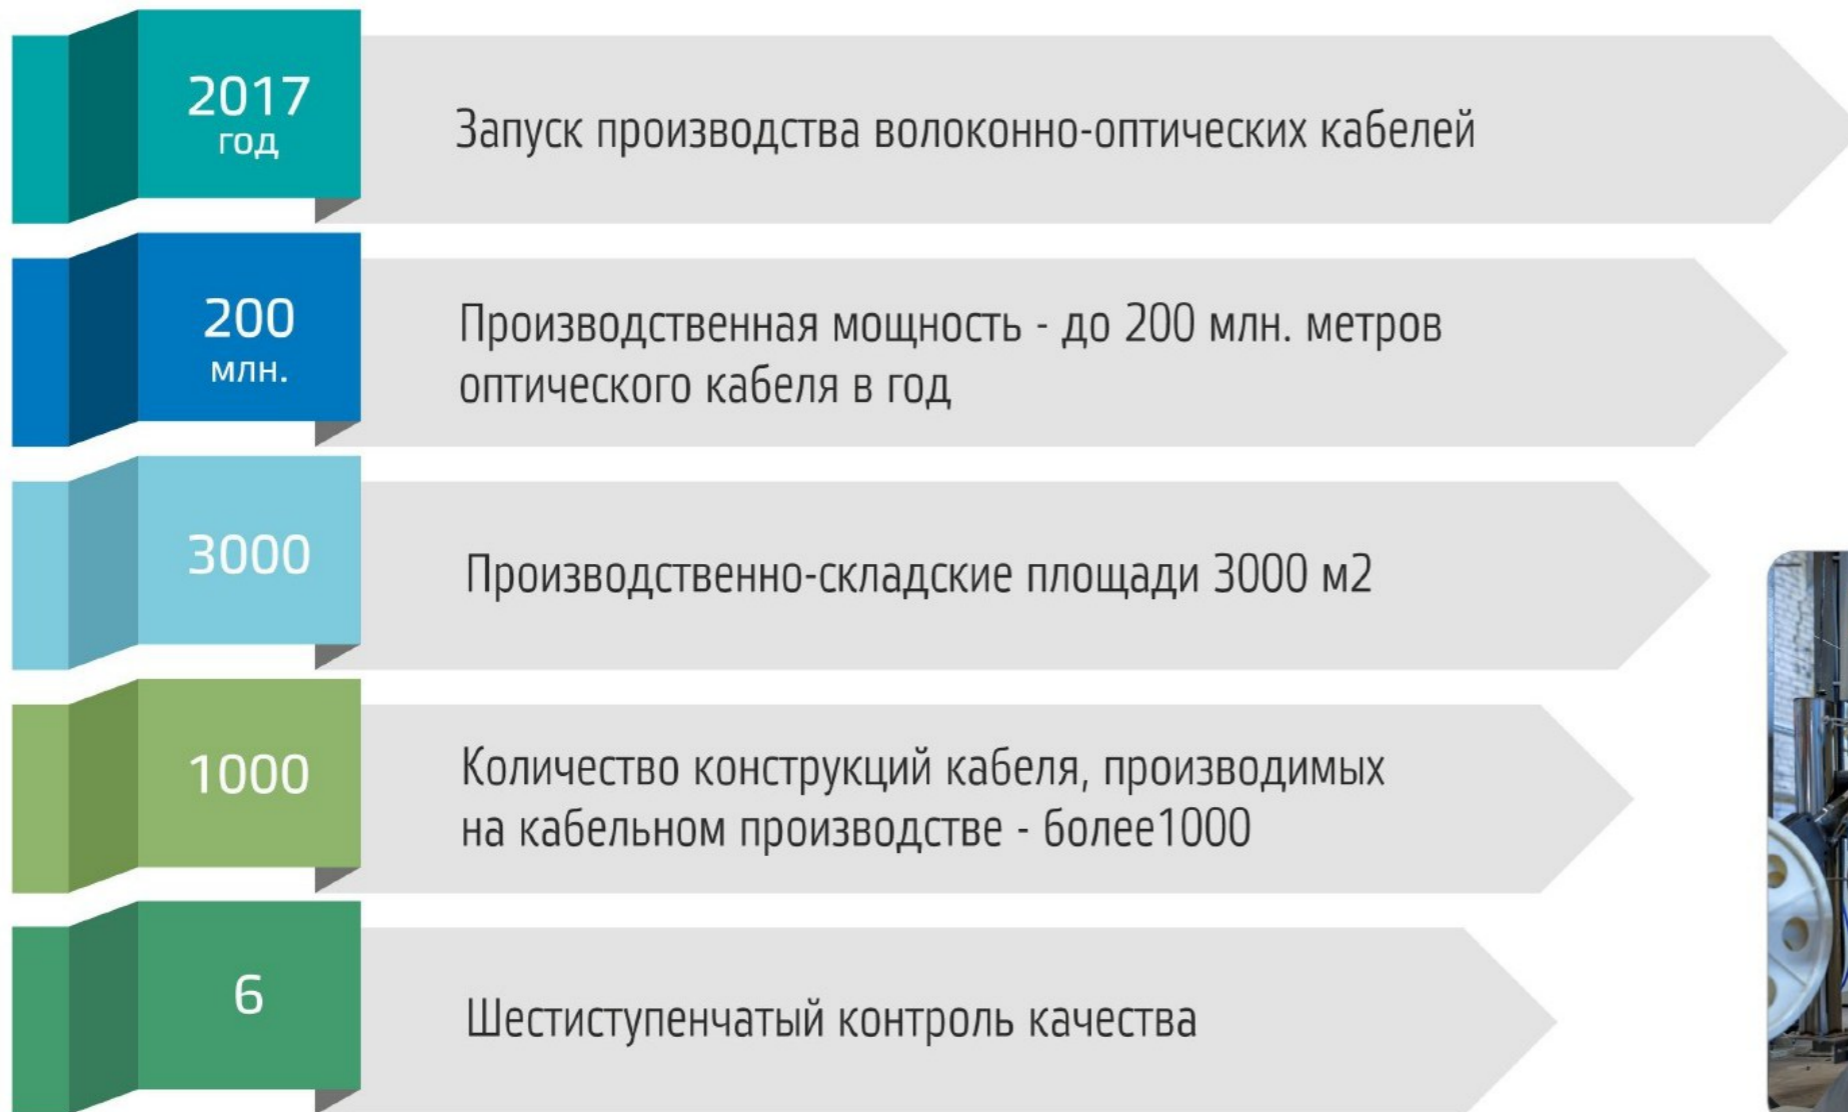 2017
год
Запуск производства волоконно-оптических кабелей
200
млн.
Производственная мощность - до 200 млн. метров
оптического кабеля в год
3000
Производственно-складские площади 3000 м2
1000
Количество конструкций кабеля, производимых
на кабельном производстве - более1000
6
Шестиступенчатый контроль качества